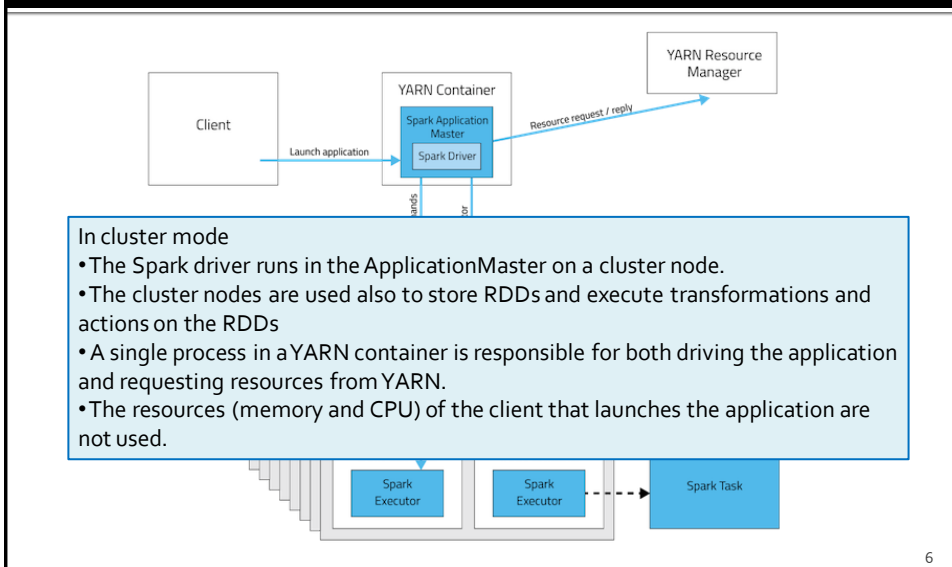 YARN Resource
Manager
YARN Container
Client
Spark Application
Master
Resource request / reply
Launch application
Spark Driver
In cluster mode
•The Spark driver runs in the ApplicationMaster on a cluster node.
•The cluster nodes are used also to store RDDs and execute transformations and
actions on the RDDs
•A single process in a YARN container is responsible for both driving the application
and requesting resources from YARN.
•The resources (memory and CPU) of the client that launches the application are
not used.
Spark
Executor
Spark
Executor
Spark Task
6